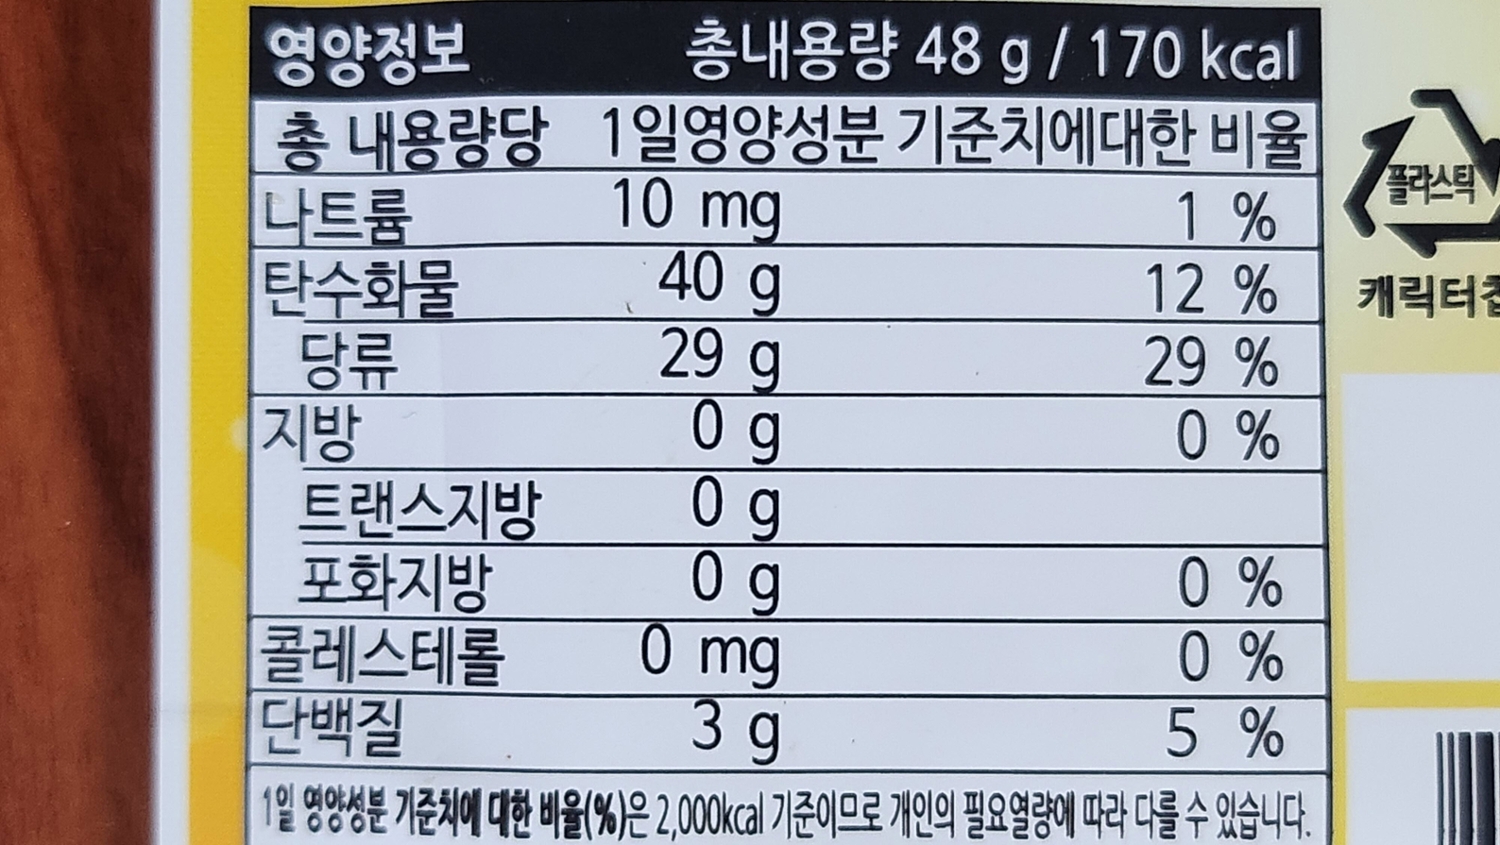 영양정보 총내용량 48 g / 170 kcal
총 내용량당 1일영양성분 기준치에대한 비율
나트륨 10 mg 1 %
탄수화물 40 g 12 %
당류 29 g 29 %
지방 0 g 0 %
트랜스지방 0 g
포화지방 0 g 0 %
콜레스테롤 0 mg 0 %
단백질 3 g 5 %
1일 영양성분 기준치에 대한 비율(%)은 2,000kcal 기준이므로 개인의 필요열량에 따라 다를 수 있습니다.
플라스틱
캐릭터